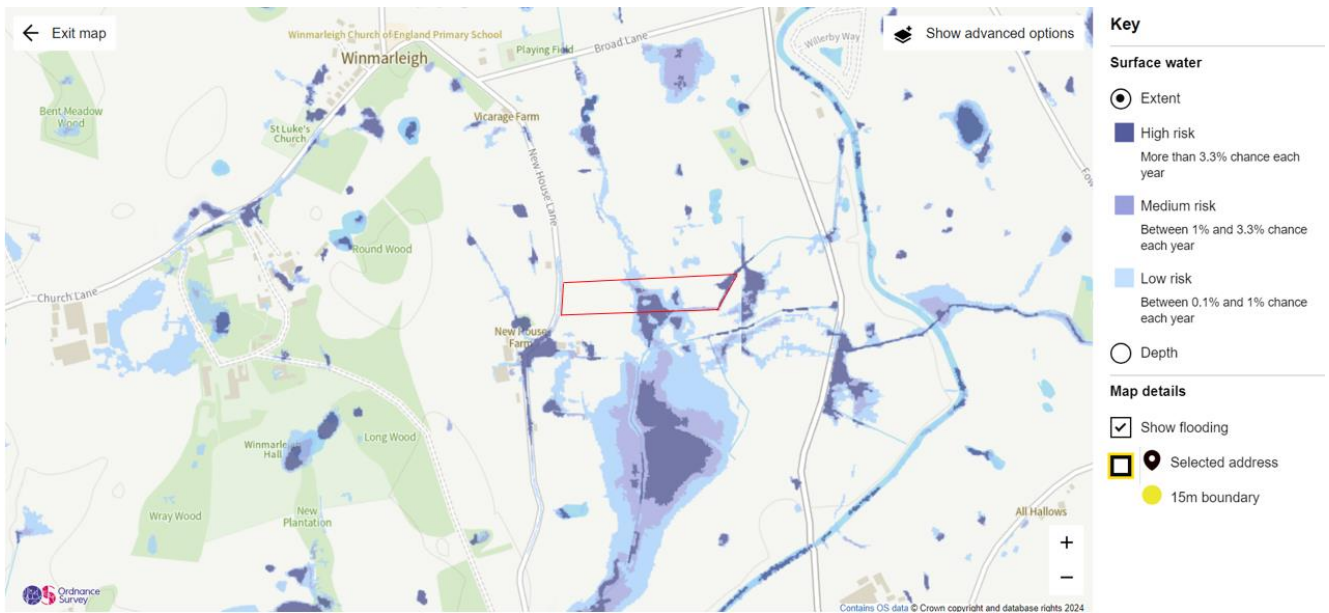 Exit map
Show advanced options
Winmarleigh Church of England Primary School
Winmarleigh
Playing Field
Broad Lane
Willerby Way
Bent Meadow
Wood
St Luke's
Church
Vicarage Farm
New House Lane
Round Wood
Church Lane
New House
Farm
Long Wood
Winmarle
Hall
Wray Wood
New
Plantation
All Hallows
Fow
Ordnance
Survey
Contains OS data © Crown copyright and database rights 2024
+
−
Key
Surface water
Extent
High risk
More than 3.3% chance each
year
Medium risk
Between 1% and 3.3% chance
each year
Low risk
Between 0.1% and 1% chance
each year
Depth
Map details
Show flooding
Selected address
15m boundary